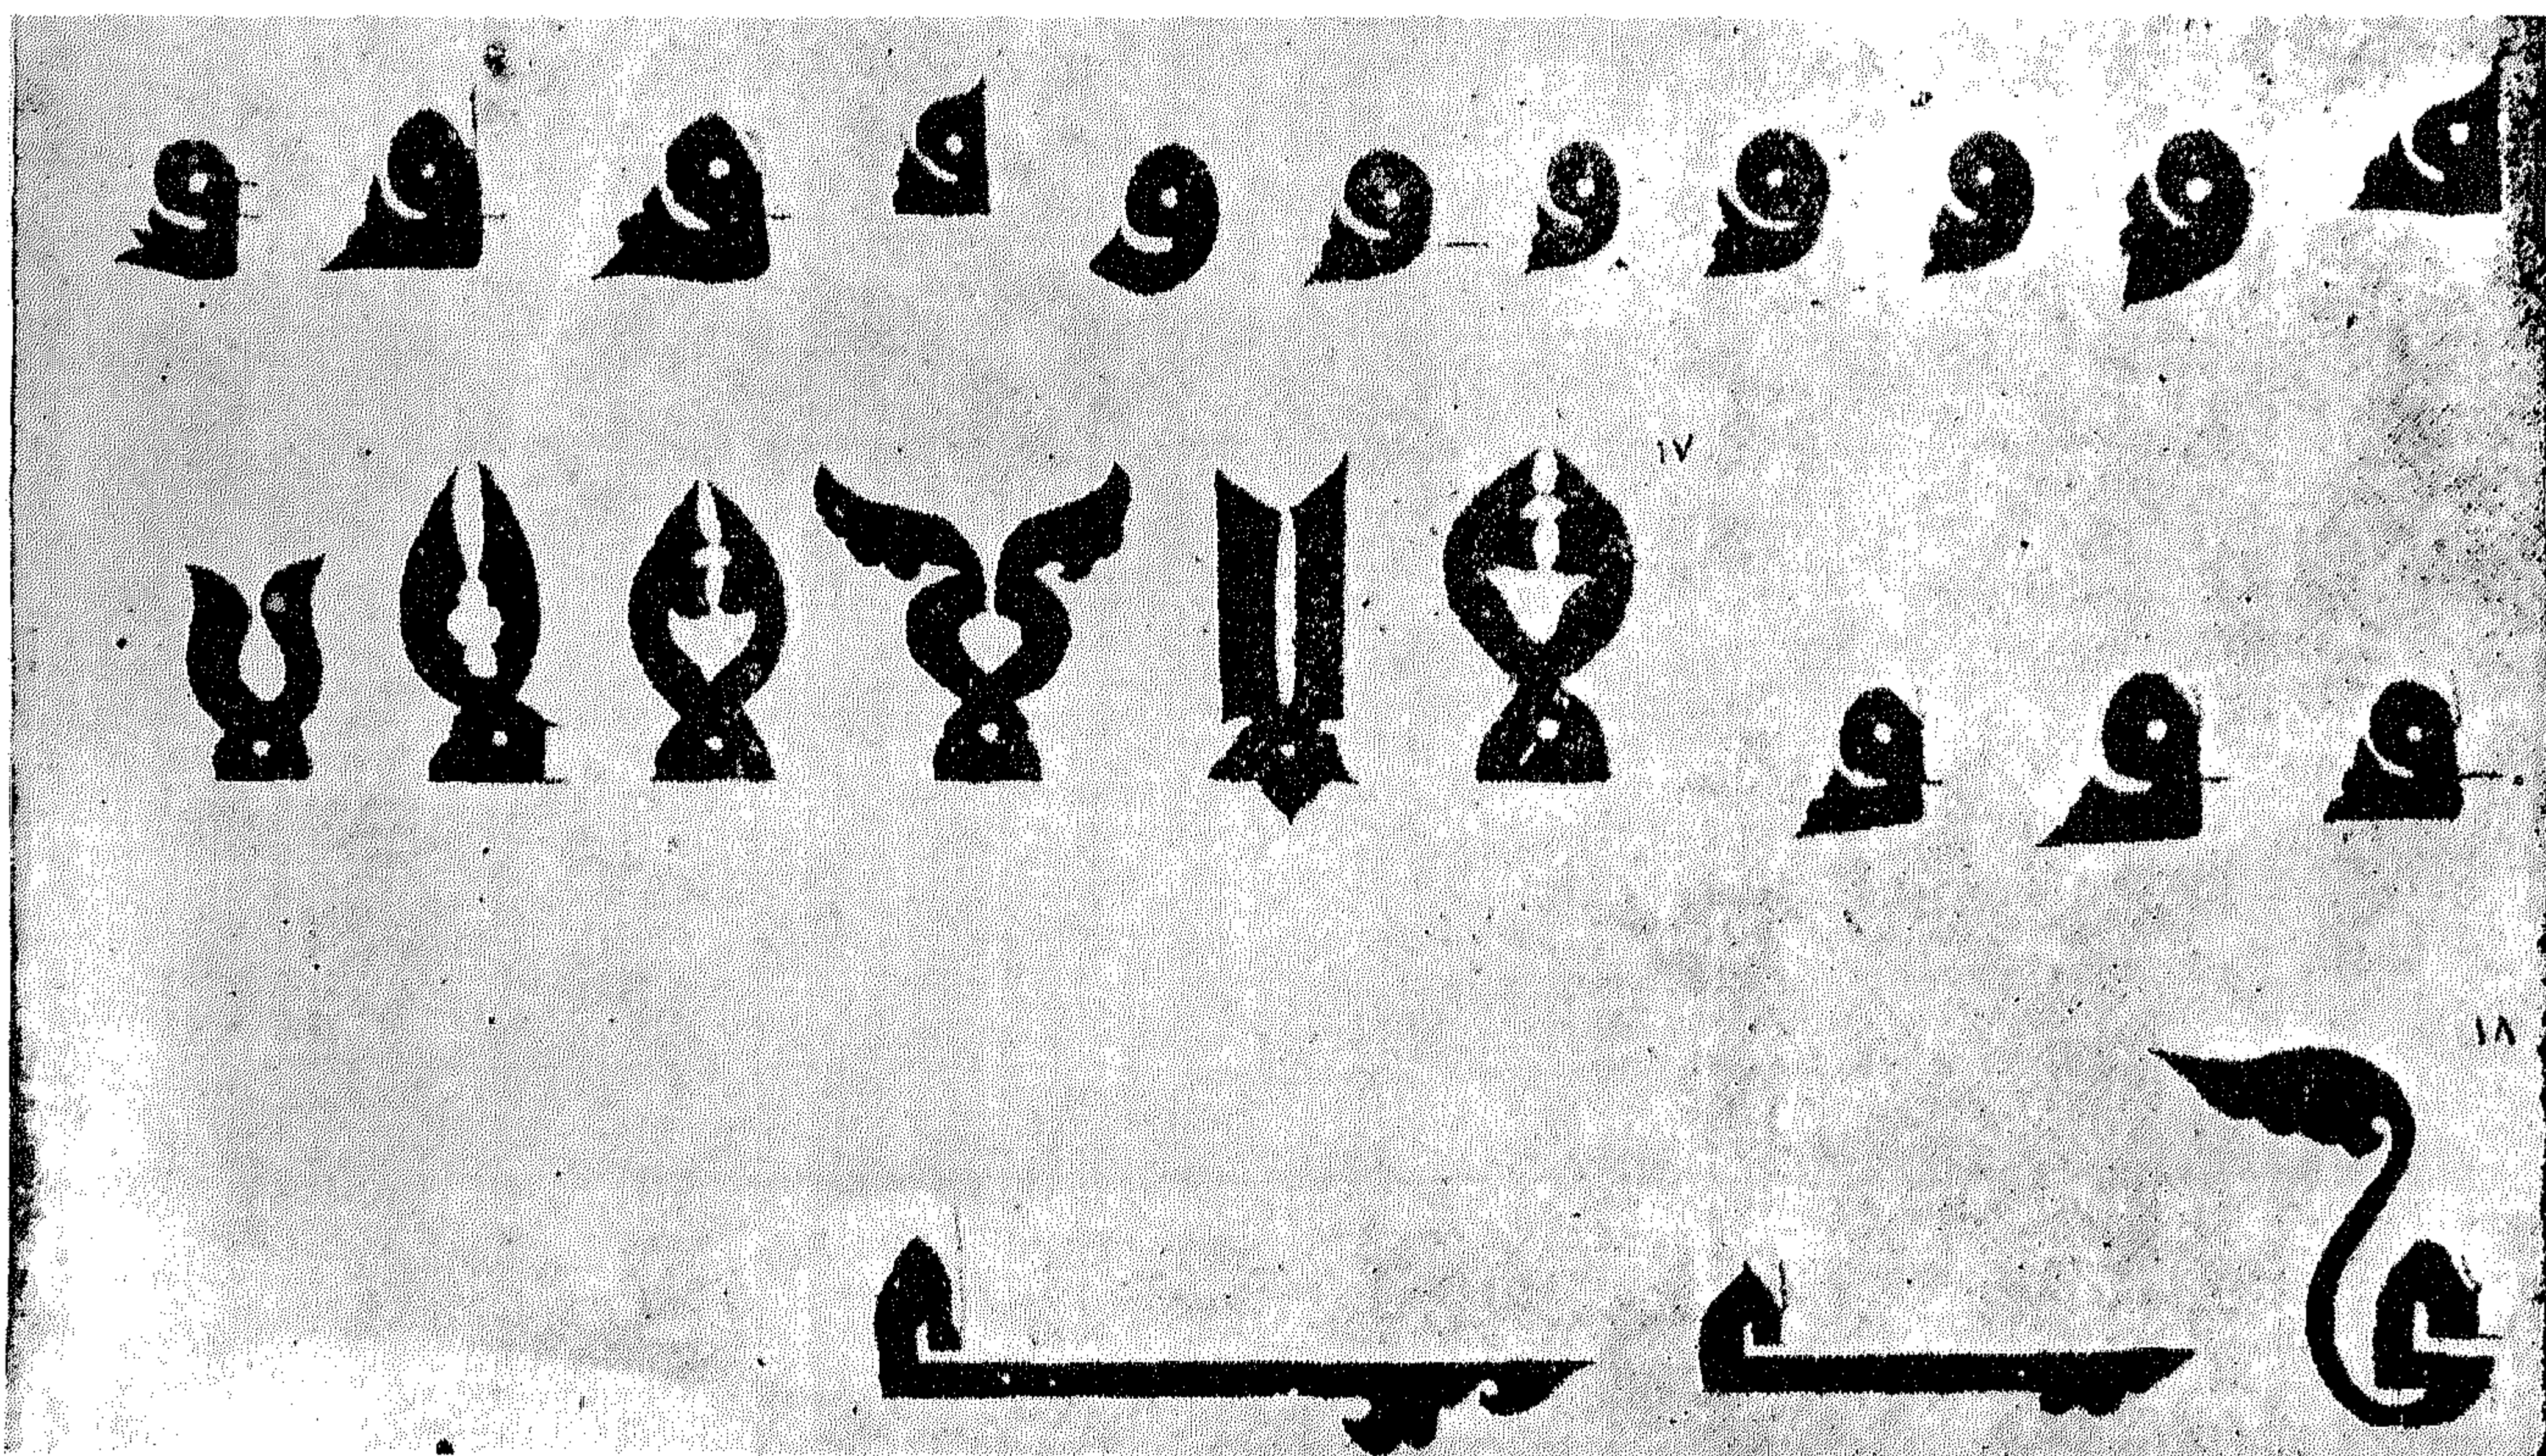 و و و و و و و و و و و
و و و ١٧ لا لا لا لا لا لا
١٨
ى ى ى